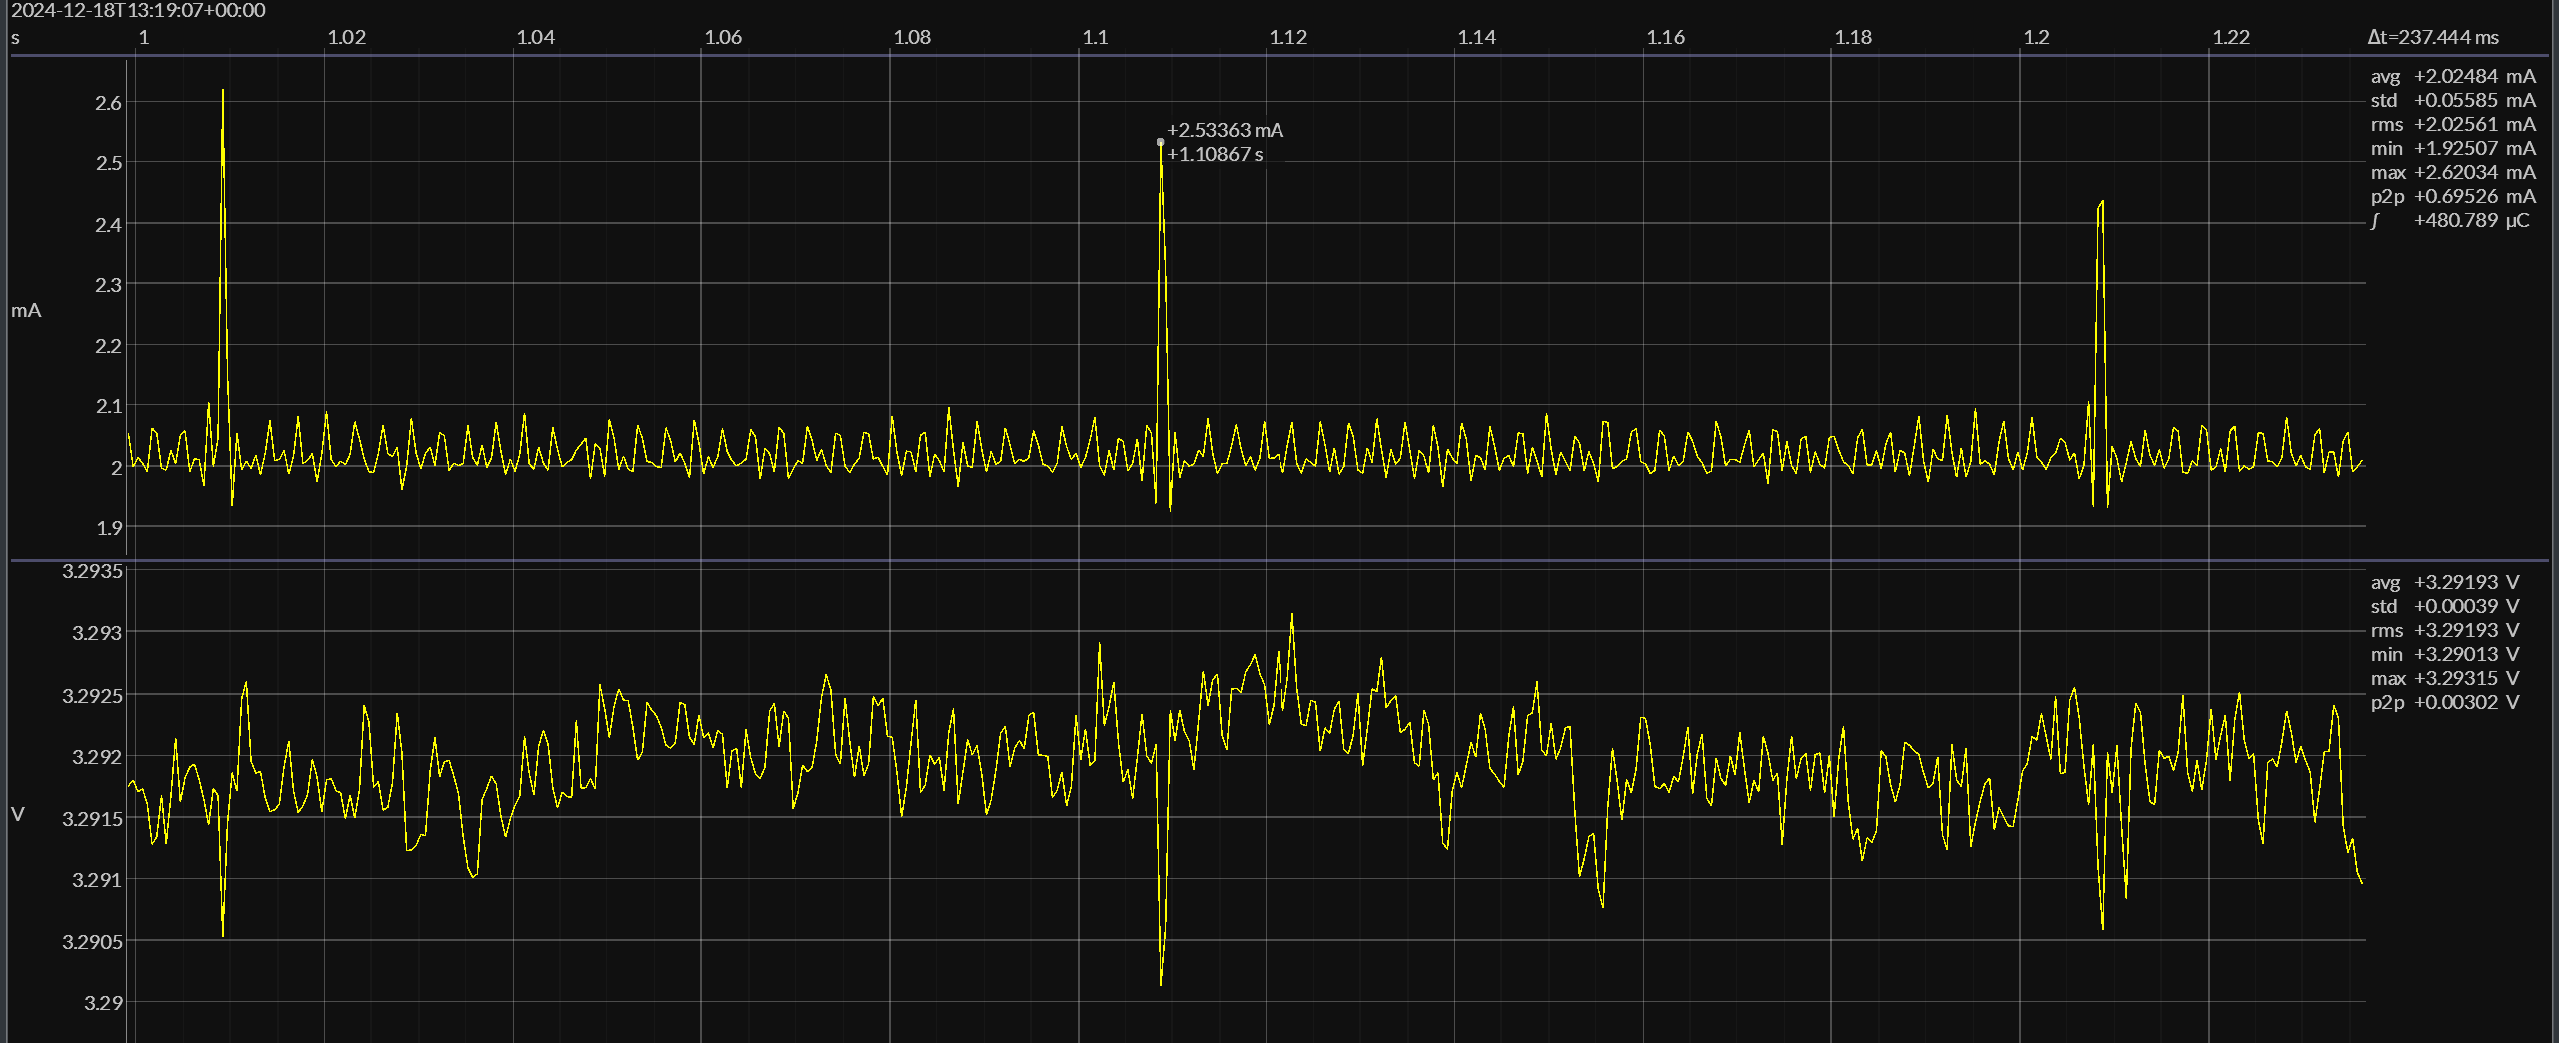 2024-12-18T13:19:07+00:00
s 1 1.02 1.04 1.06 1.08 1.1 1.12 1.14 1.16 1.18 1.2 1.22 Δt=237.444 ms
avg +2.02484 mA
std +0.05585 mA
rms +2.02561 mA
min +1.92507 mA
max +2.62034 mA
p2p +0.69526 mA
∫ +480.789 µC
+2.53363 mA
+1.10867 s
2.6
2.5
2.4
2.3
mA
2.2
2.1
2
1.9
3.2935
3.293
3.2925
3.292
V
3.2915
3.291
3.2905
3.29
avg +3.29193 V
std +0.00039 V
rms +3.29193 V
min +3.29013 V
max +3.29315 V
p2p +0.00302 V